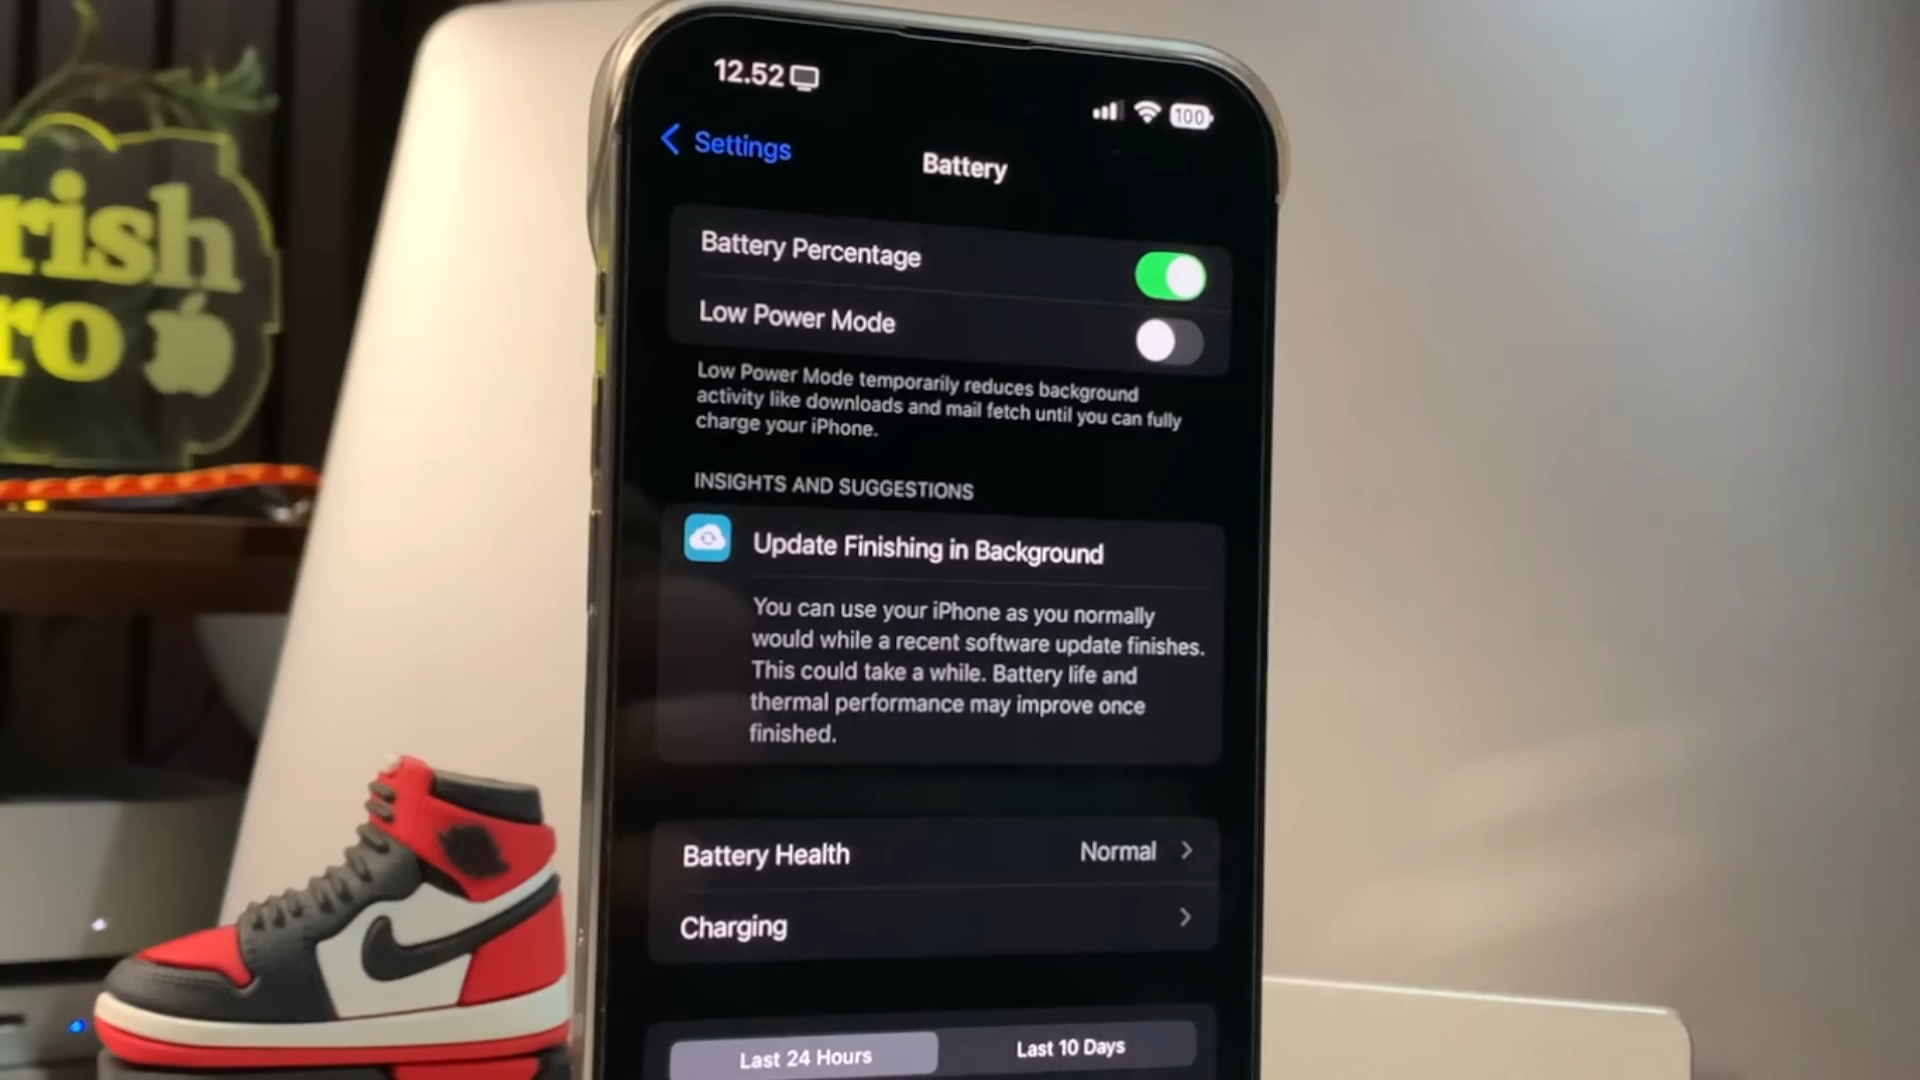 rish
ro
12.52
100
Settings
Battery
Battery Percentage
Low Power Mode
Low Power Mode temporarily reduces background
activity like downloads and mail fetch until you can fully
charge your iPhone.
INSIGHTS AND SUGGESTIONS
Update Finishing in Background
You can use your iPhone as you normally
would while a recent software update finishes.
This could take a while. Battery life and
thermal performance may improve once
finished.
Battery Health Normal
Charging
Last 24 Hours Last 10 Days